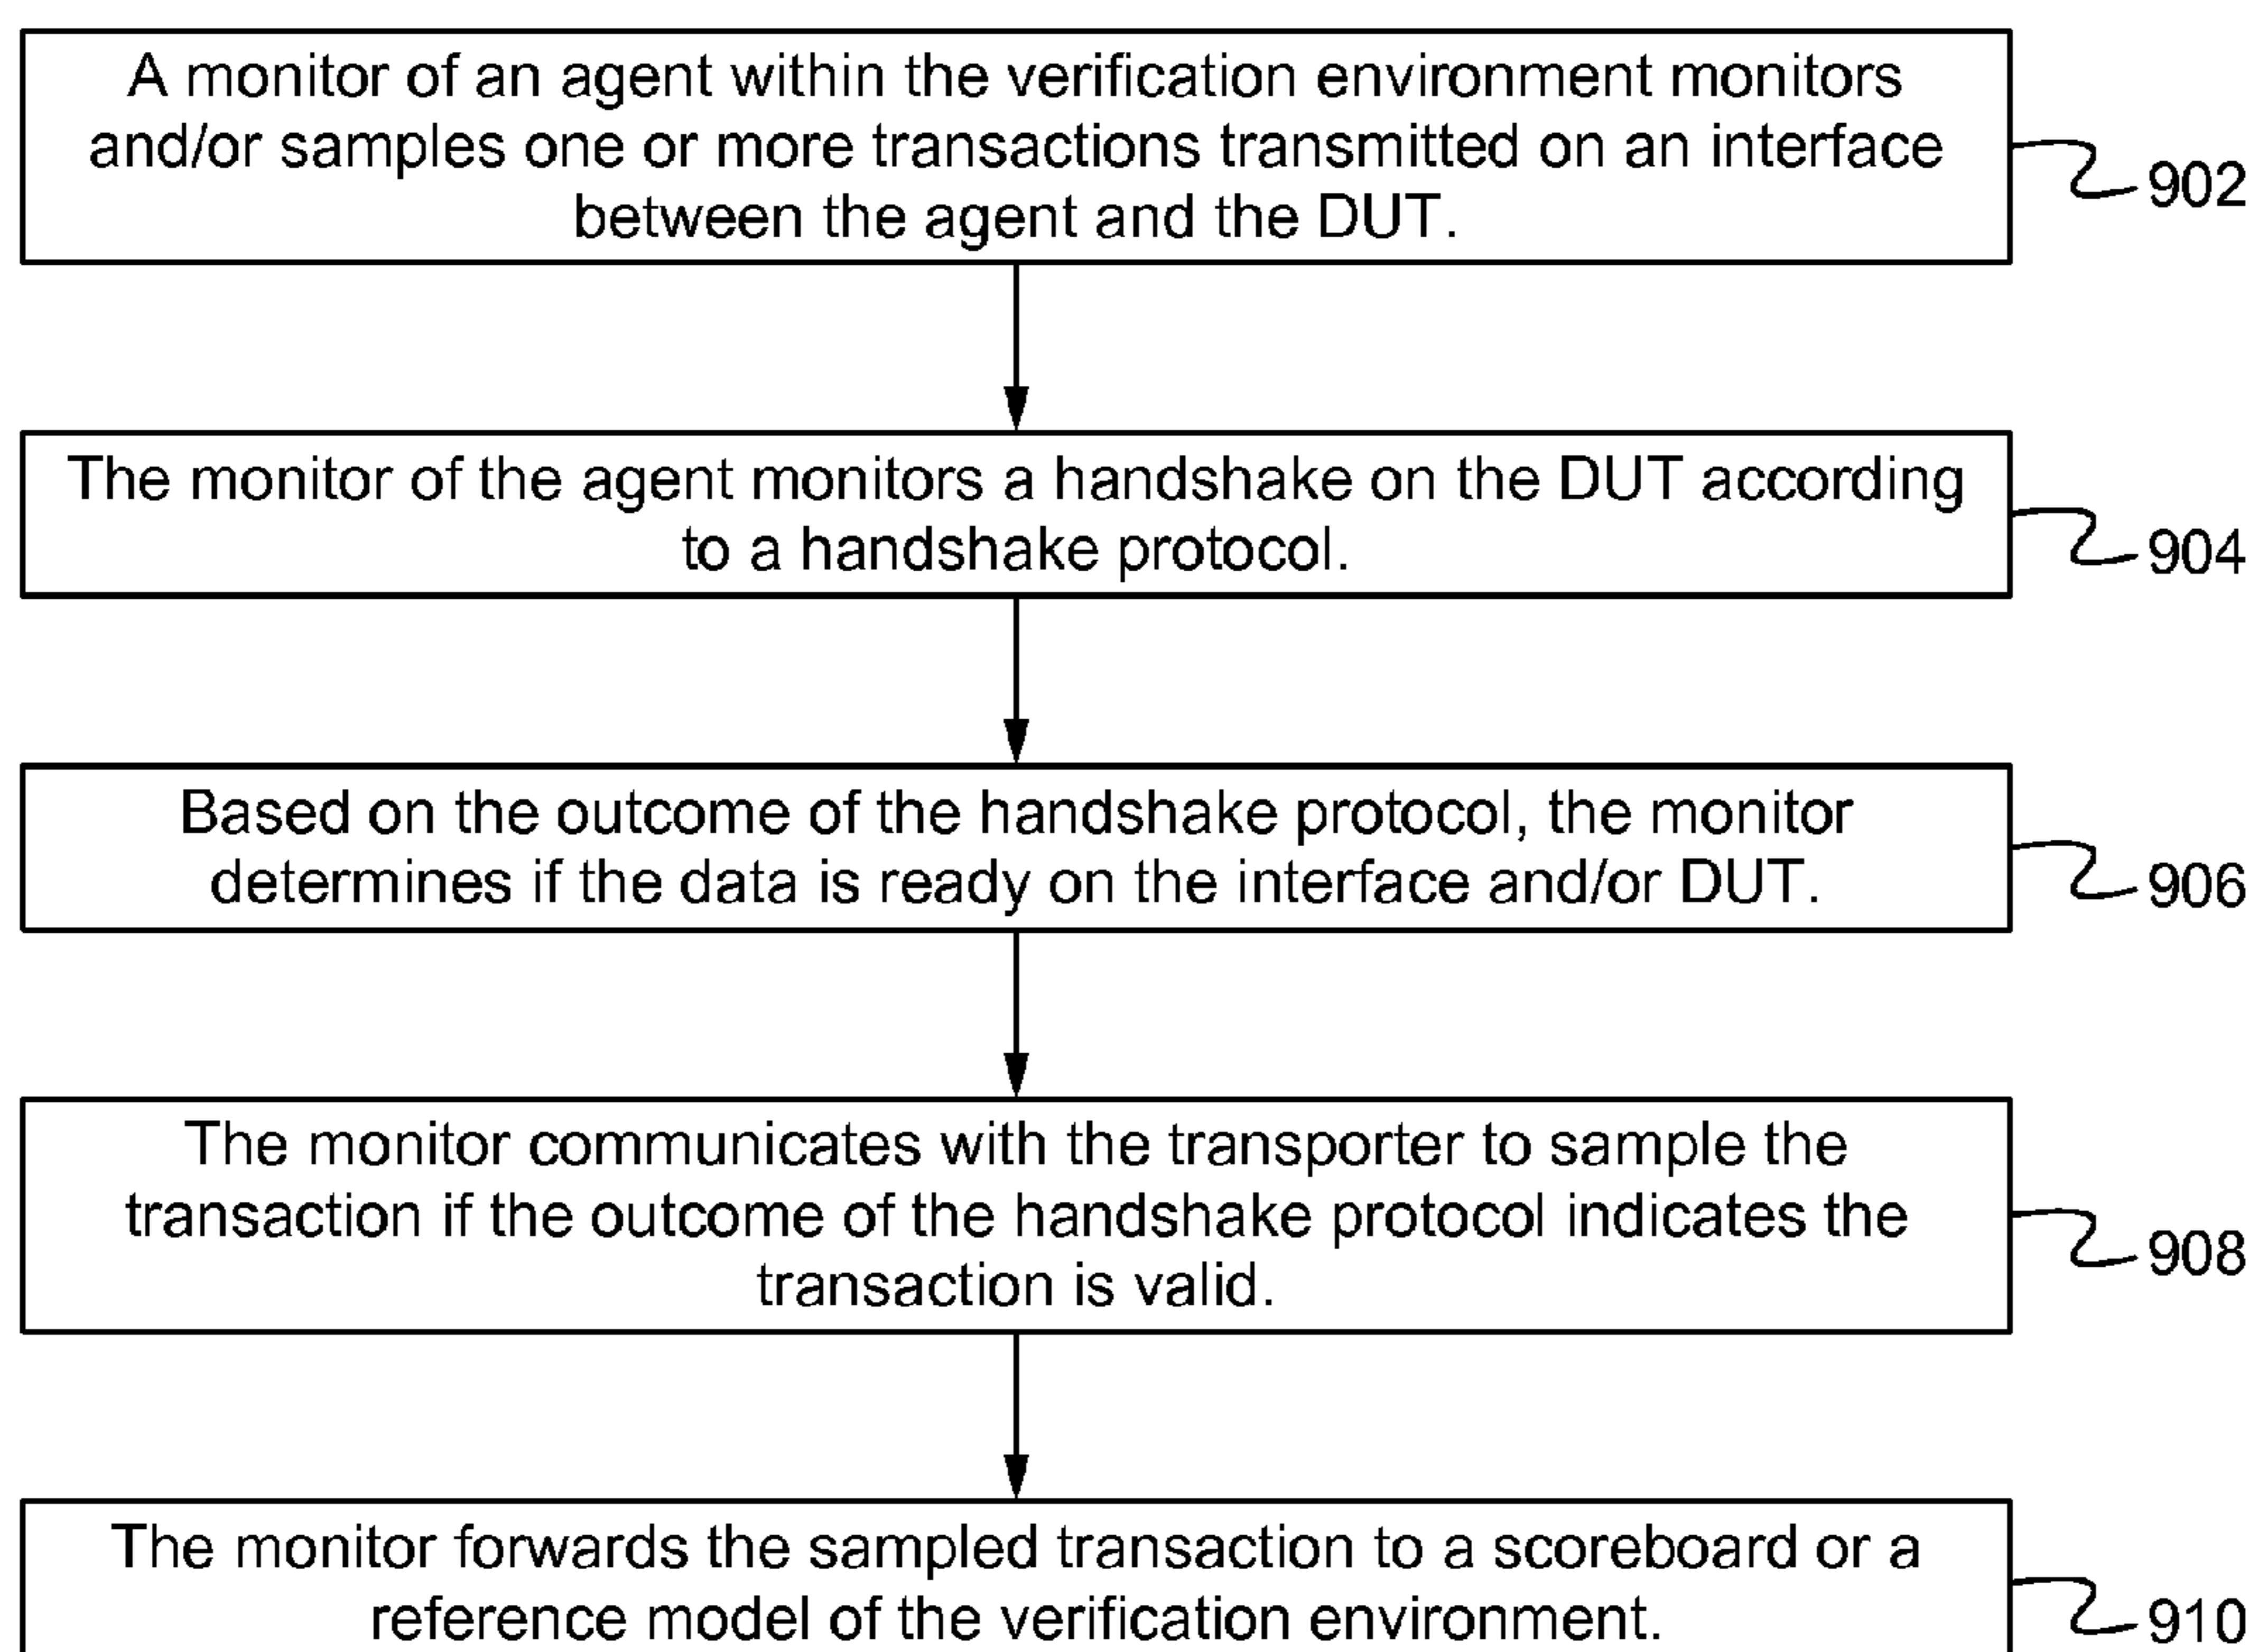 A monitor of an agent within the verification environment monitors
and/or samples one or more transactions transmitted on an interface
between the agent and the DUT.
902
The monitor of the agent monitors a handshake on the DUT according
to a handshake protocol.
904
Based on the outcome of the handshake protocol, the monitor
determines if the data is ready on the interface and/or DUT.
906
The monitor communicates with the transporter to sample the
transaction if the outcome of the handshake protocol indicates the
transaction is valid.
908
The monitor forwards the sampled transaction to a scoreboard or a
reference model of the verification environment.
910